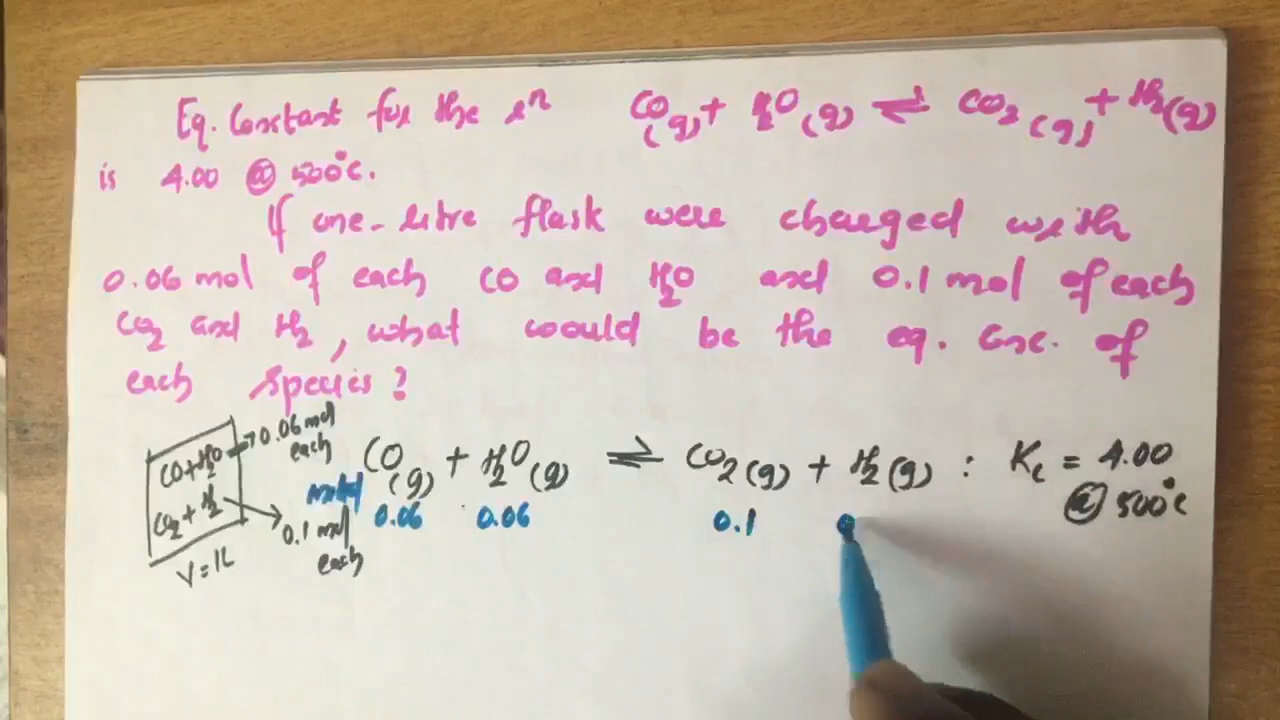 Eq. Constant for the rⁿ CO(g) + H₂O(g) ⇌ CO₂(g) + H₂(g)
is 4.00 @ 500°C.
If one-litre flask were charged with
0.06 mol of each CO and H₂O and 0.1 mol of each
CO₂ and H₂, what would be the eq. Conc. of
each species?
CO+H₂O → 0.06 mol each
CO₂+H₂ → 0.1 mol each
V=1L
CO(g) + H₂O(g) ⇌ CO₂(g) + H₂(g) : Kc = 4.00
@ 500°C
0.06 0.06 0.1